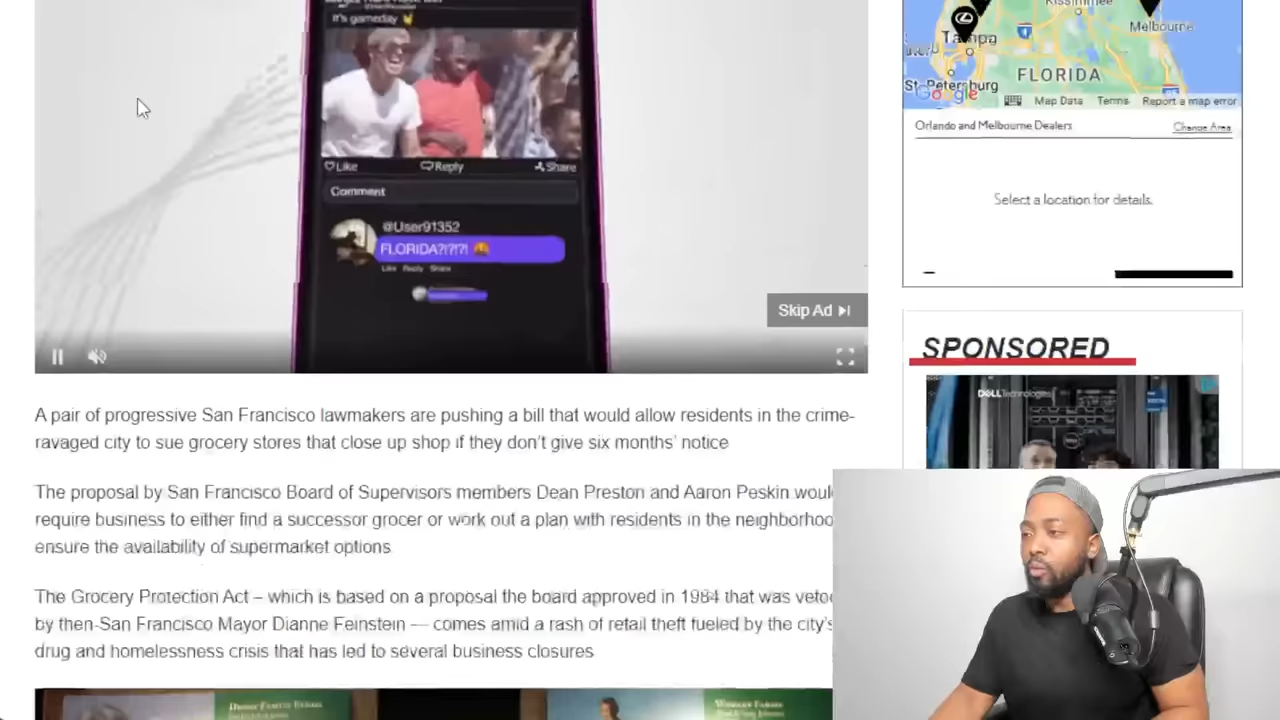 It's gameday
Like Reply Share
Comment
@User91352
FLORIDA?!?!?!
Like Reply Share
Skip Ad
A pair of progressive San Francisco lawmakers are pushing a bill that would allow residents in the crime-
ravaged city to sue grocery stores that close up shop if they don't give six months' notice
The proposal by San Francisco Board of Supervisors members Dean Preston and Aaron Peskin woul
require business to either find a successor grocer or work out a plan with residents in the neighborhoo
ensure the availability of supermarket options
The Grocery Protection Act – which is based on a proposal the board approved in 1984 that was veto
by then-San Francisco Mayor Dianne Feinstein — comes amid a rash of retail theft fueled by the city's
drug and homelessness crisis that has led to several business closures
Kissimmee
Melbourne
Tampa
St. Petersburg
FLORIDA
Google
Map Data Terms Report a map error
Orlando and Melbourne Dealers
Change Area
Select a location for details.
SPONSORED
DELLTechnologies